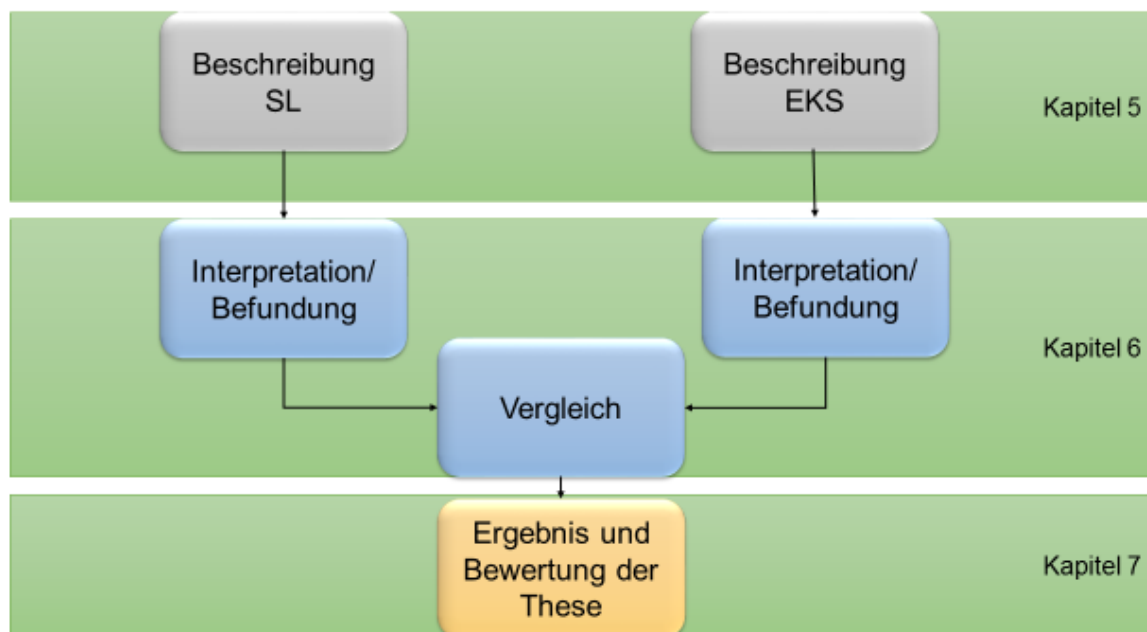 Beschreibung
SL
Beschreibung
EKS
Kapitel 5
Interpretation/
Befundung
Interpretation/
Befundung
Kapitel 6
Vergleich
Ergebnis und
Bewertung der
These
Kapitel 7